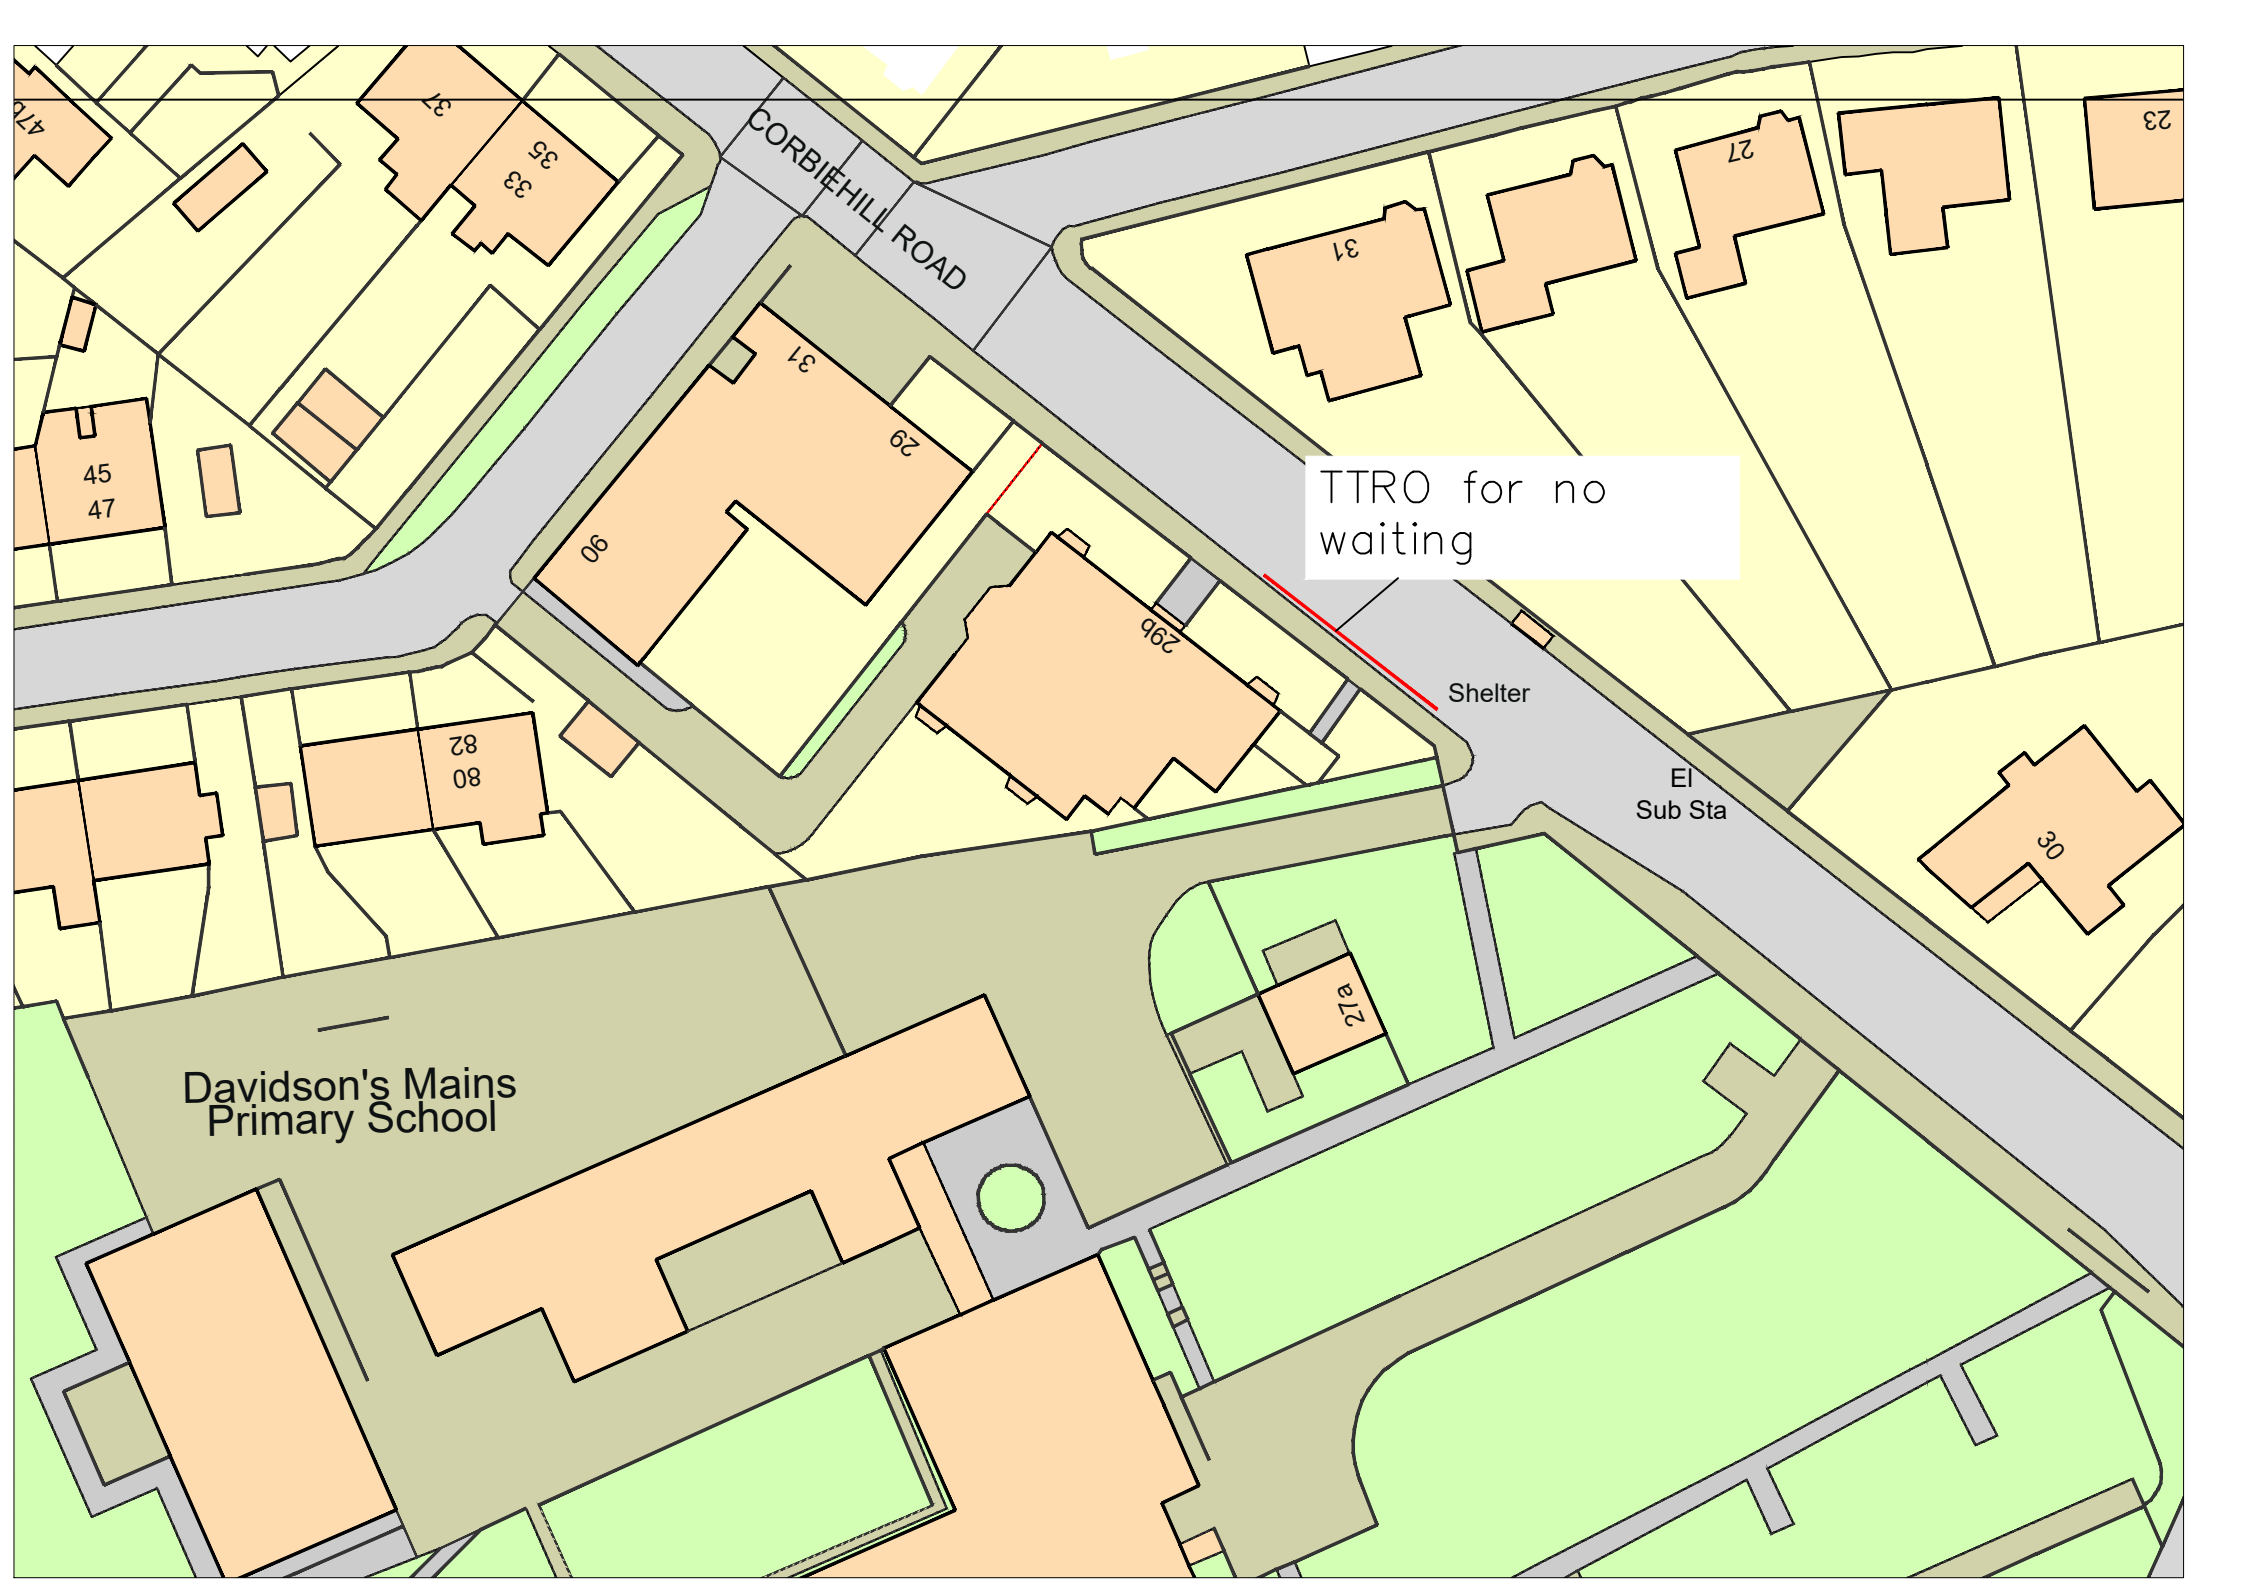 47b
37
35
33
CORBIEHILL ROAD
31
27
23
31
29
45
47
90
TTRO for no
waiting
29b
Shelter
82
80
El
Sub Sta
30
27a
Davidson's Mains
Primary School